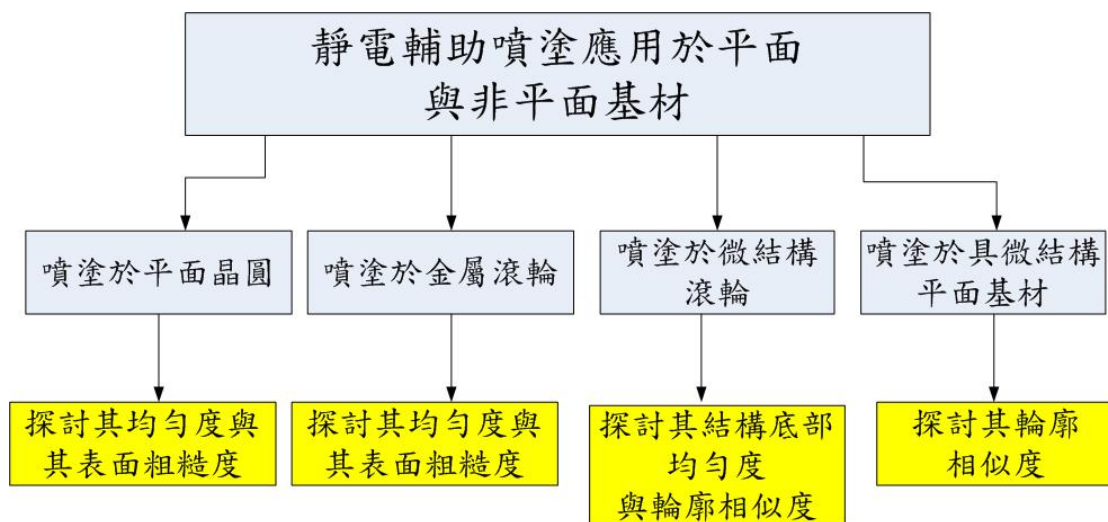 靜電輔助噴塗應用於平面
與非平面基材
噴塗於平面晶圓
噴塗於金屬滾輪
噴塗於微結構
滾輪
噴塗於具微結構
平面基材
探討其均勻度與
其表面粗糙度
探討其均勻度與
其表面粗糙度
探討其結構底部
均勻度
與輪廓相似度
探討其輪廓
相似度